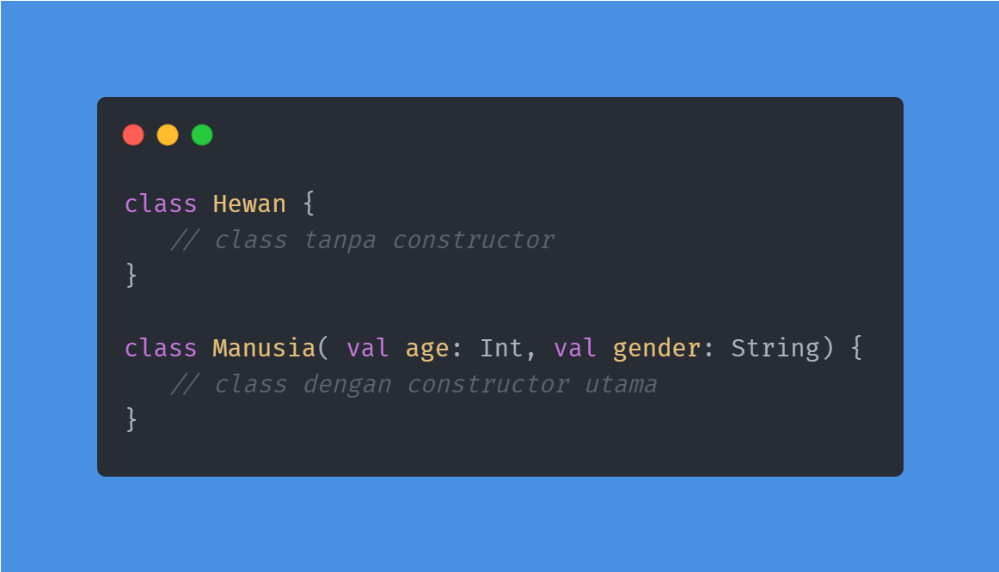 class Hewan {
// class tanpa constructor
}
class Manusia( val age: Int, val gender: String) {
// class dengan constructor utama
}